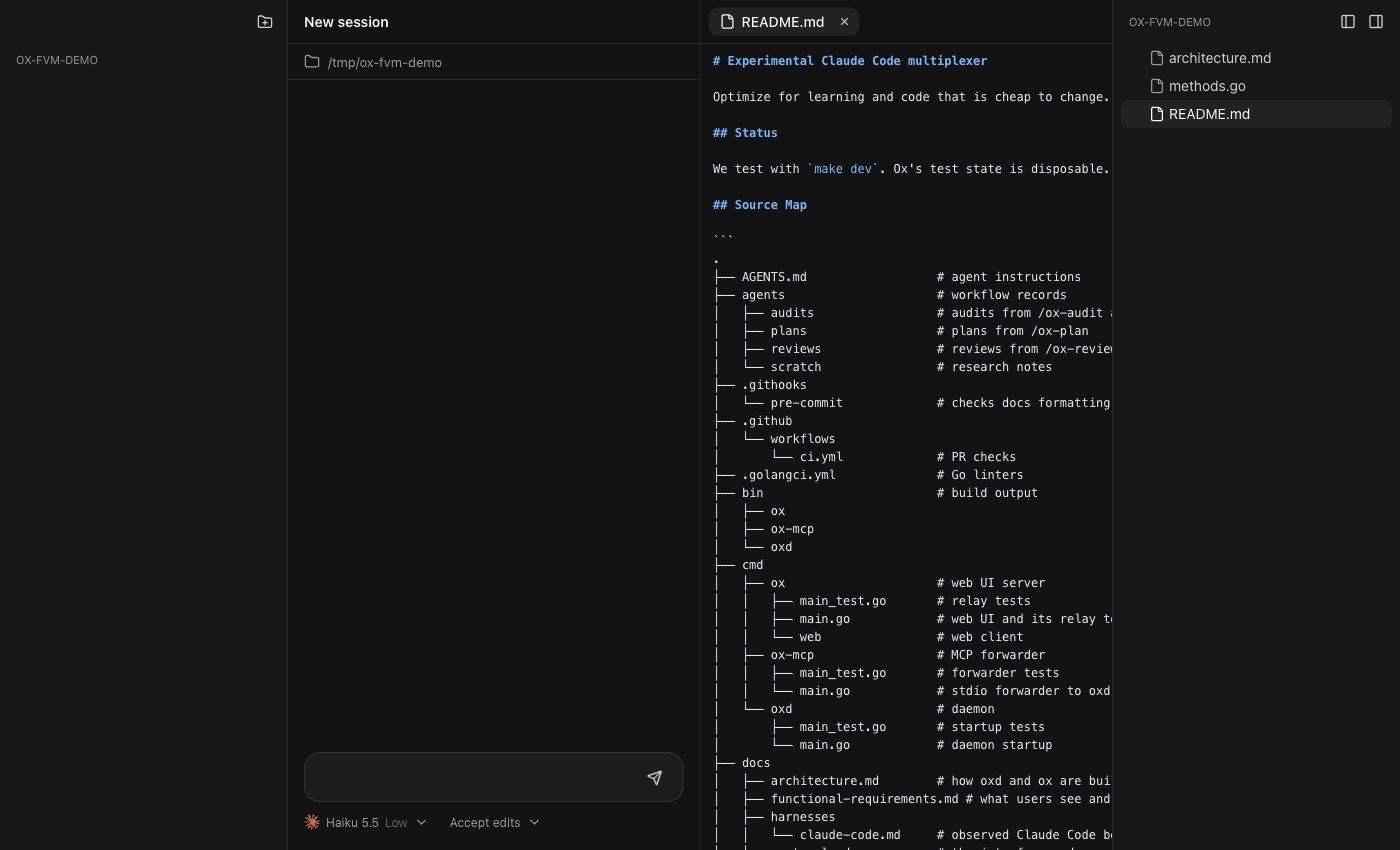 OX-FVM-DEMO
New session
/tmp/ox-fvm-demo
Haiku 5.5 Low
Accept edits
README.md
# Experimental Claude Code multiplexer
Optimize for learning and code that is cheap to change.
## Status
We test with `make dev`. Ox's test state is disposable.
## Source Map
```
.
├── AGENTS.md                  # agent instructions
├── agents                     # workflow records
│   ├── audits                 # audits from /ox-audit
│   ├── plans                  # plans from /ox-plan
│   ├── reviews                # reviews from /ox-review
│   └── scratch                # research notes
├── .githooks
│   └── pre-commit             # checks docs formatting
├── .github
│   └── workflows
│       └── ci.yml             # PR checks
├── .golangci.yml              # Go linters
├── bin                        # build output
│   ├── ox
│   ├── ox-mcp
│   └── oxd
├── cmd
│   ├── ox                     # web UI server
│   │   ├── main_test.go       # relay tests
│   │   ├── main.go            # web UI and its relay
│   │   └── web                # web client
│   ├── ox-mcp                 # MCP forwarder
│   │   ├── main_test.go       # forwarder tests
│   │   └── main.go            # stdio forwarder to oxd
│   └── oxd                    # daemon
│       ├── main_test.go       # startup tests
│       └── main.go            # daemon startup
├── docs
│   ├── architecture.md        # how oxd and ox are
│   ├── functional-requirements.md # what users see and
│   ├── harnesses
│   │   └── claude-code.md     # observed Claude Code
OX-FVM-DEMO
architecture.md
methods.go
README.md